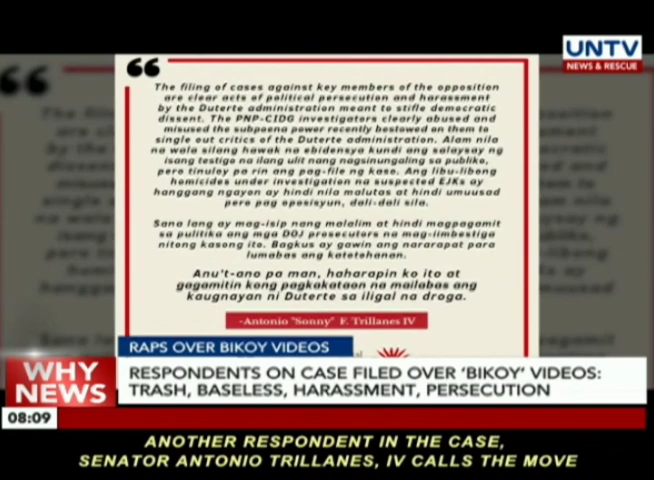 UNTV
NEWS & RESCUE
The filing of cases against key members of the opposition
are clear acts of political persecution and harassment
by the Duterte administration meant to stifle democratic
dissent. The PNP-CIDG investigators clearly abused and
misused the subpoena power recently bestowed on them to
single out critics of the Duterte administration. Alam nila
na wala silang hawak na ebidensya kundi ang salaysay ng
isang testigo na ilang ulit nang nagsinungaling sa publiko,
pero tinuloy pa rin ang pag-file ng kaso. Ang libu-libong
homicides under investigation na suspected EJKs ay
hanggang ngayon ay hindi nila malutas at hindi umuusad
pero pag oposisyun, dali-dali sila.
Sana lang ay mag-isip nang malalim at hindi magpagamit
sa pulitika ang mga DOJ prosecutors na mag-iimbestiga
nitong kasong ito. Bagkus ay gawin ang nararapat para
lumabas ang katotohanan.
Anu't-ano pa man, haharapin ko ito at
gagamitin kong pagkakataon na mailabas ang
kaugnayan ni Duterte sa iligal na droga.
-Antonio "Sonny" F. Trillanes IV
RAPS OVER BIKOY VIDEOS
WHY
NEWS
RESPONDENTS ON CASE FILED OVER 'BIKOY' VIDEOS:
TRASH, BASELESS, HARASSMENT, PERSECUTION
08:09
ANOTHER RESPONDENT IN THE CASE,
SENATOR ANTONIO TRILLANES, IV CALLS THE MOVE